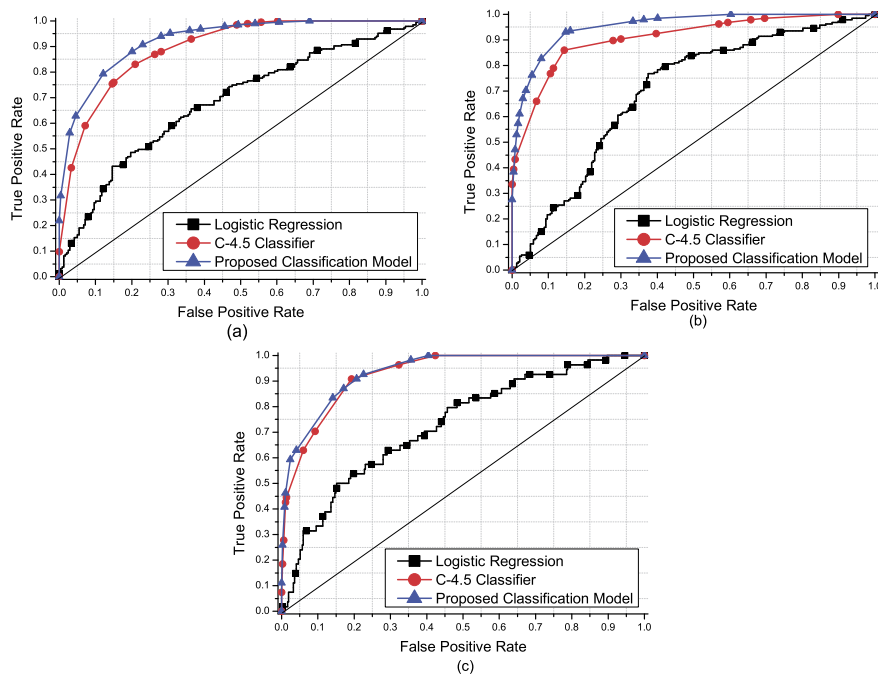 1.0
0.9
0.8
0.7
0.6
0.5
0.4
0.3
0.2
0.1
0.0
True Positive Rate
Logistic Regression
C-4.5 Classifier
Proposed Classification Model
0.0 0.1 0.2 0.3 0.4 0.5 0.6 0.7 0.8 0.9 1.0
False Positive Rate
(a)
1.0
0.9
0.8
0.7
0.6
0.5
0.4
0.3
0.2
0.1
0.0
True Positive Rate
Logistic Regression
C-4.5 Classifier
Proposed Classification Model
0.0 0.1 0.2 0.3 0.4 0.5 0.6 0.7 0.8 0.9 1.0
False Positive Rate
(b)
1.0
0.9
0.8
0.7
0.6
0.5
0.4
0.3
0.2
0.1
0.0
True Positive Rate
Logistic Regression
C-4.5 Classifier
Proposed Classification Model
0.0 0.1 0.2 0.3 0.4 0.5 0.6 0.7 0.8 0.9 1.0
False Positive Rate
(c)